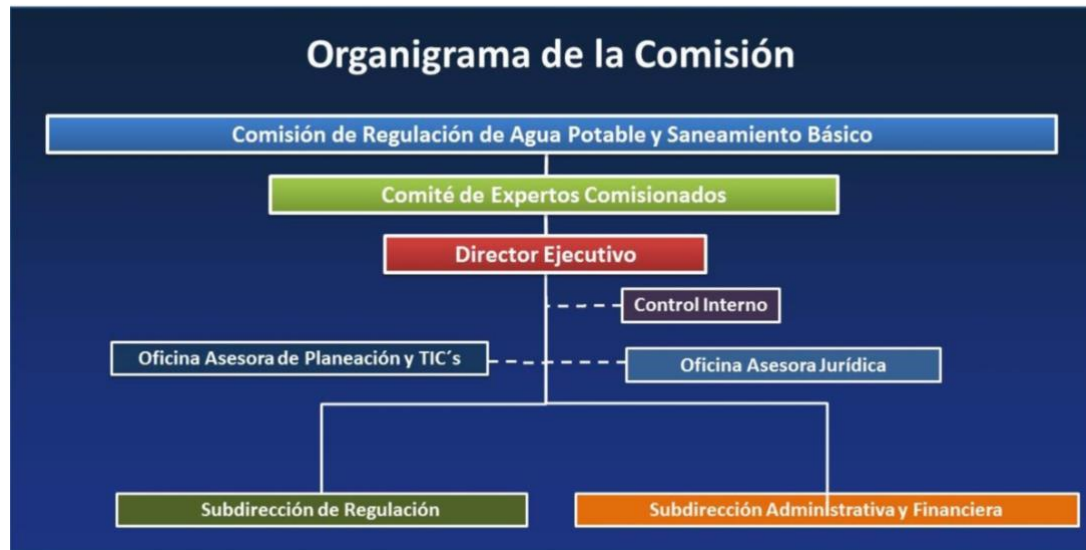 Organigrama de la Comisión
Comisión de Regulación de Agua Potable y Saneamiento Básico
Comité de Expertos Comisionados
Director Ejecutivo
Control Interno
Oficina Asesora de Planeación y TIC´s
Oficina Asesora Jurídica
Subdirección de Regulación
Subdirección Administrativa y Financiera